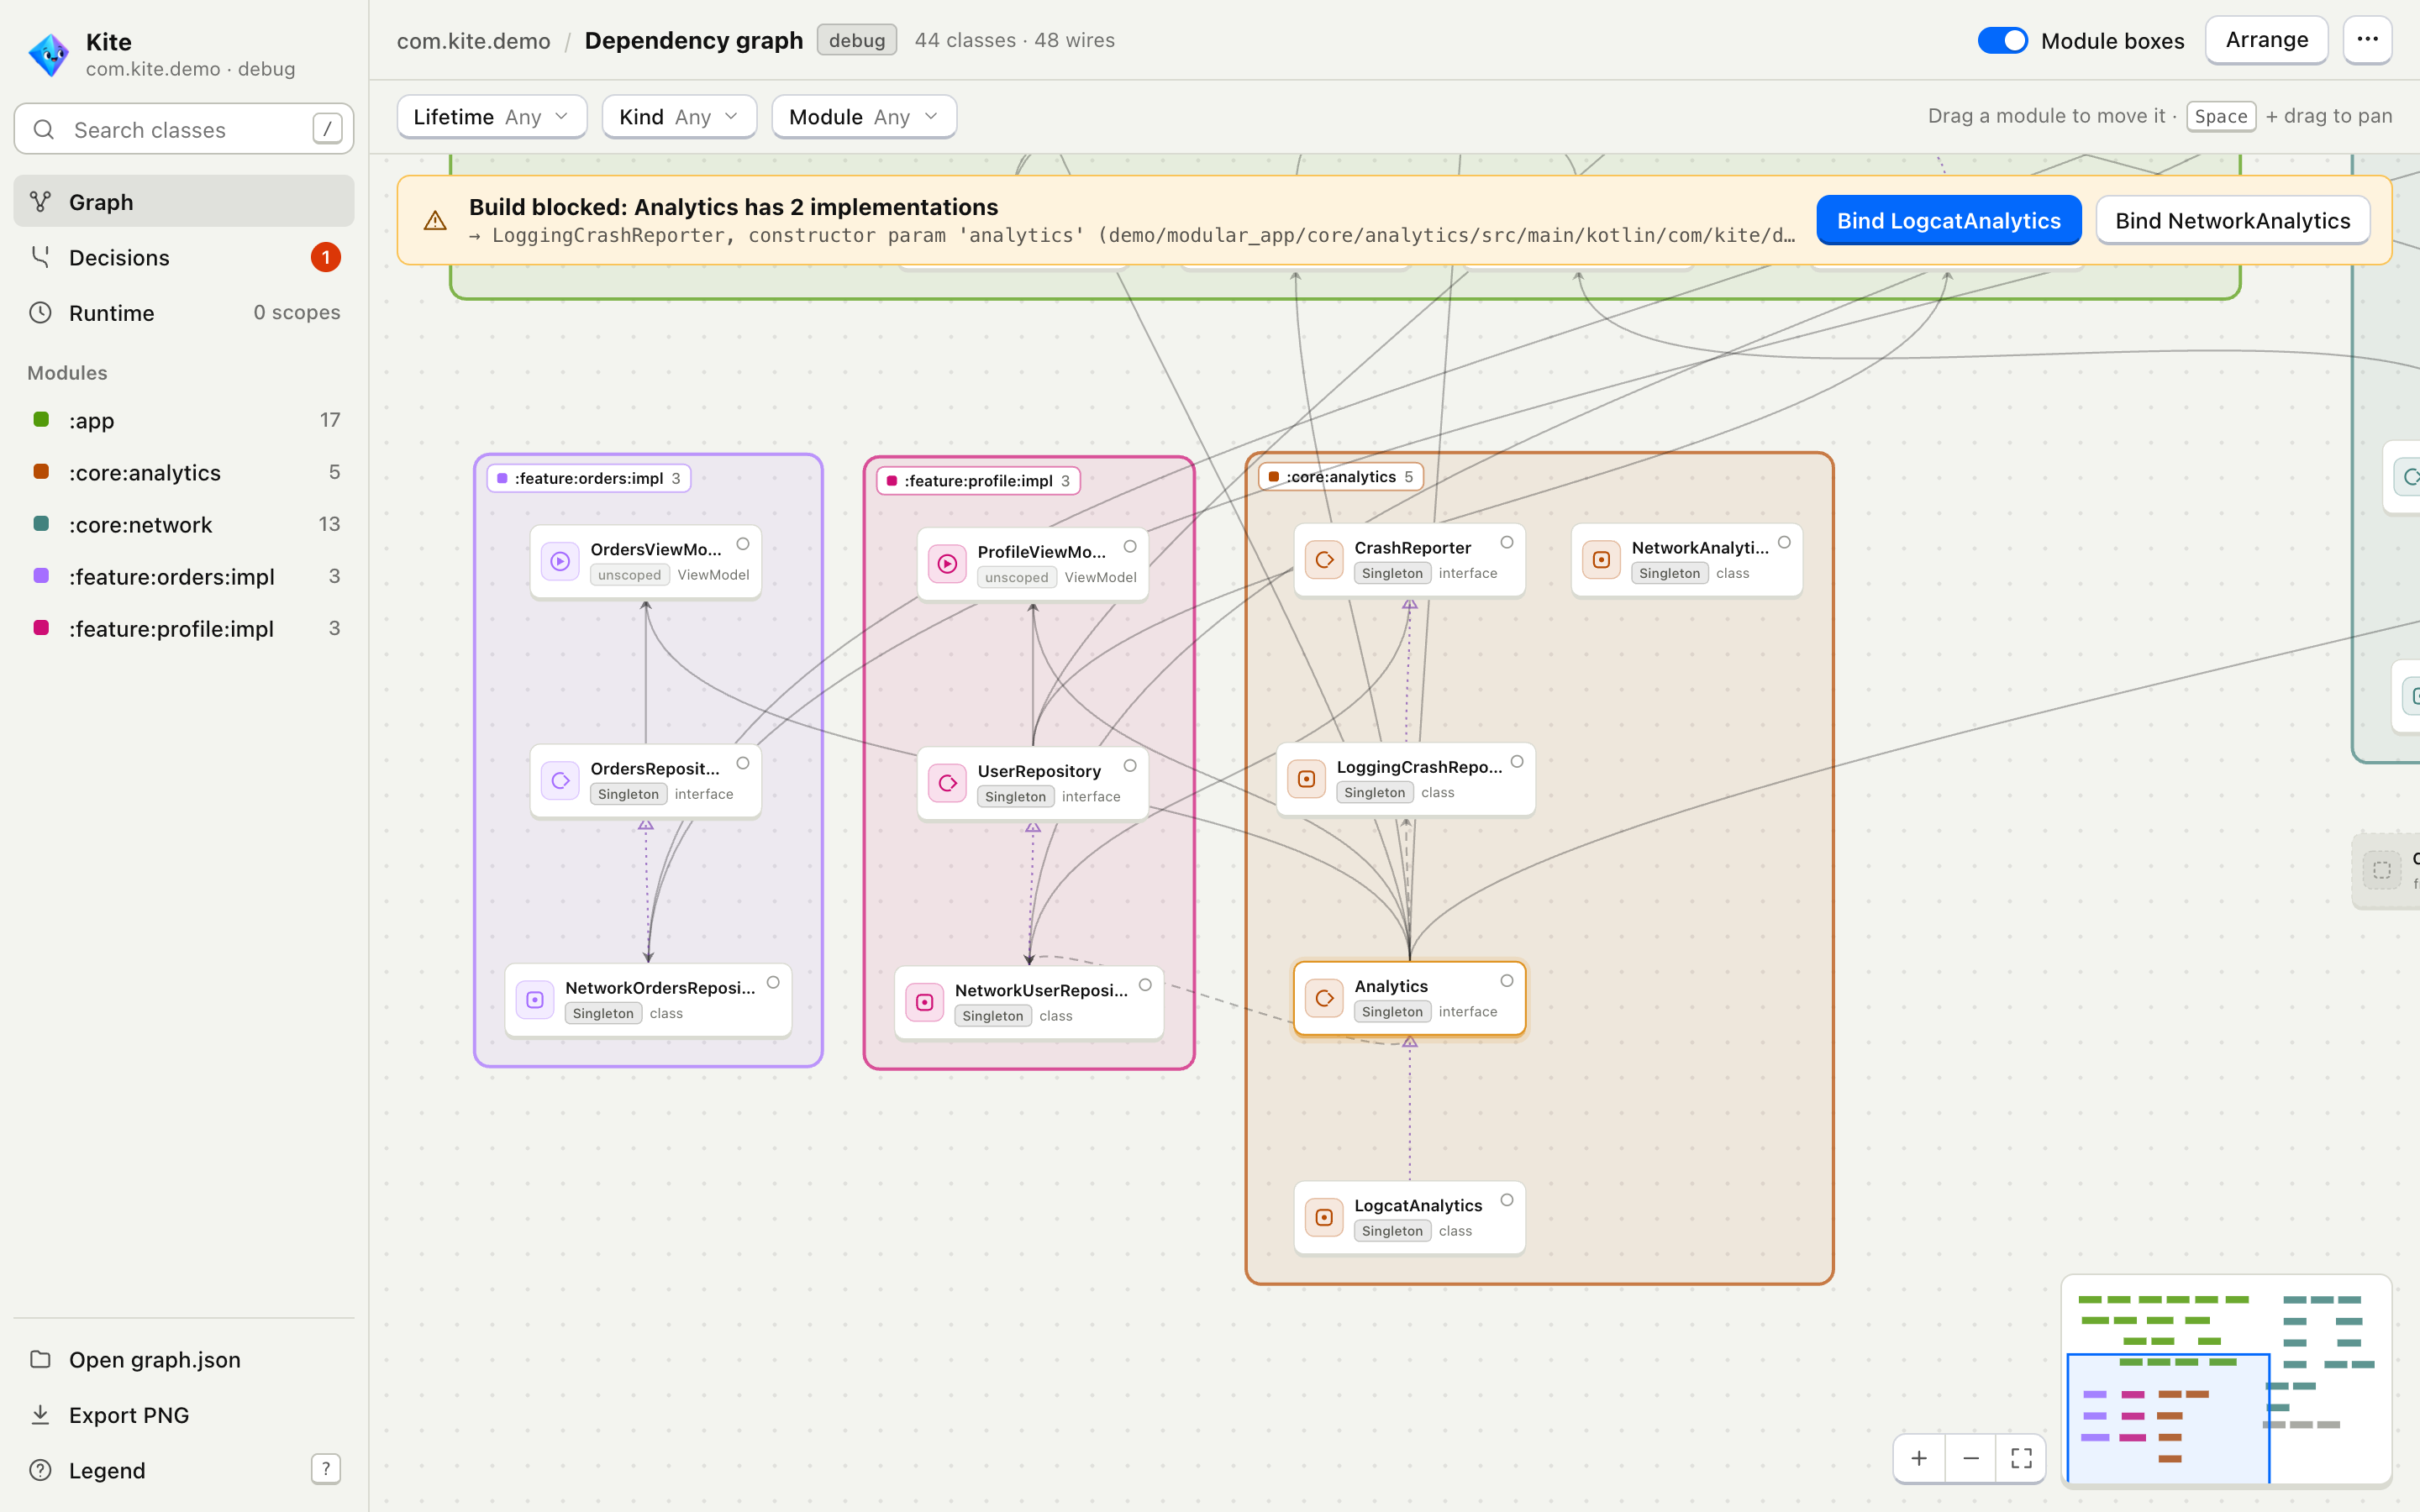 Kite
com.kite.demo · debug
Search classes /
Graph
Decisions 1
Runtime 0 scopes
Modules
:app 17
:core:analytics 5
:core:network 13
:feature:orders:impl 3
:feature:profile:impl 3
Open graph.json
Export PNG
Legend ?
com.kite.demo / Dependency graph debug 44 classes · 48 wires
Module boxes Arrange ···
Lifetime Any Kind Any Module Any
Drag a module to move it · Space + drag to pan
Build blocked: Analytics has 2 implementations
→ LoggingCrashReporter, constructor param 'analytics' (demo/modular_app/core/analytics/src/main/kotlin/com/kite/d…
Bind LogcatAnalytics Bind NetworkAnalytics
:feature:orders:impl 3
OrdersViewMo...
unscoped ViewModel
OrdersReposit...
Singleton interface
NetworkOrdersReposi...
Singleton class
:feature:profile:impl 3
ProfileViewMo...
unscoped ViewModel
UserRepository
Singleton interface
NetworkUserReposi...
Singleton class
:core:analytics 5
CrashReporter
Singleton interface
NetworkAnalyti...
Singleton class
LoggingCrashRepo...
Singleton class
Analytics
Singleton interface
LogcatAnalytics
Singleton class